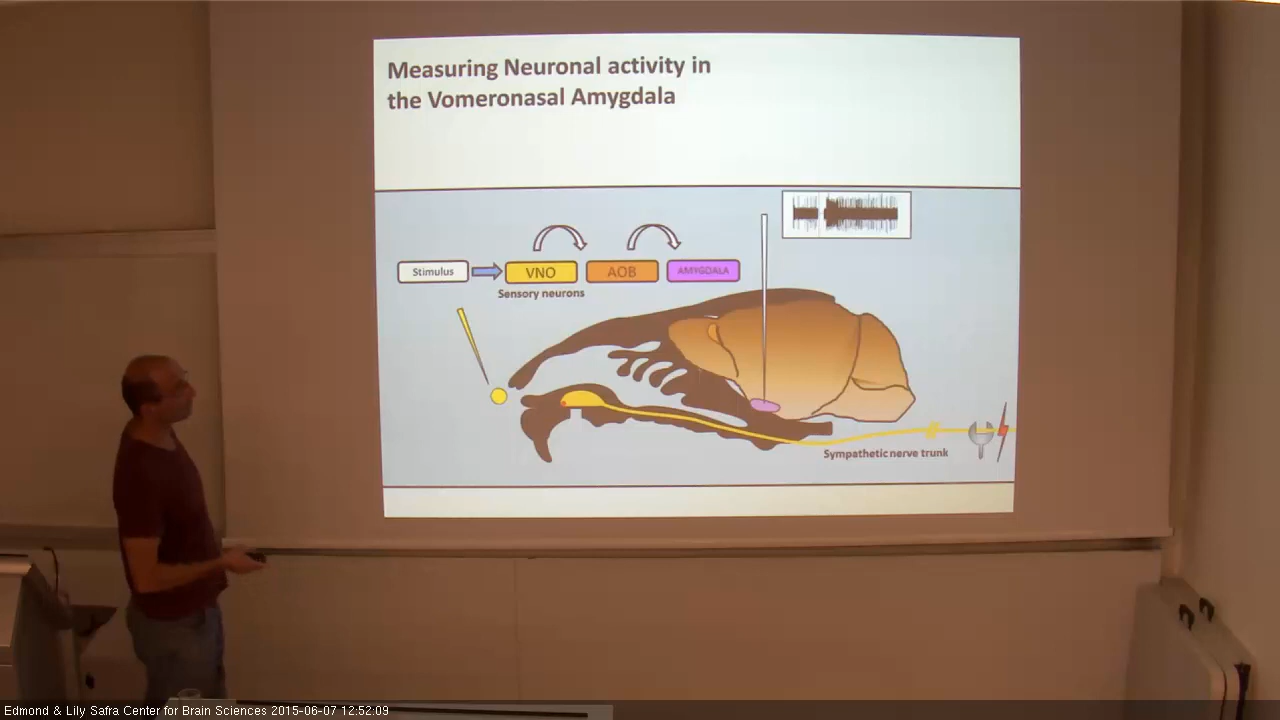 Measuring Neuronal activity in
the Vomeronasal Amygdala
Stimulus
VNO
AOB
AMYGDALA
Sensory neurons
Sympathetic nerve trunk
Edmond & Lily Safra Center for Brain Sciences 2015-06-07 12:52:09